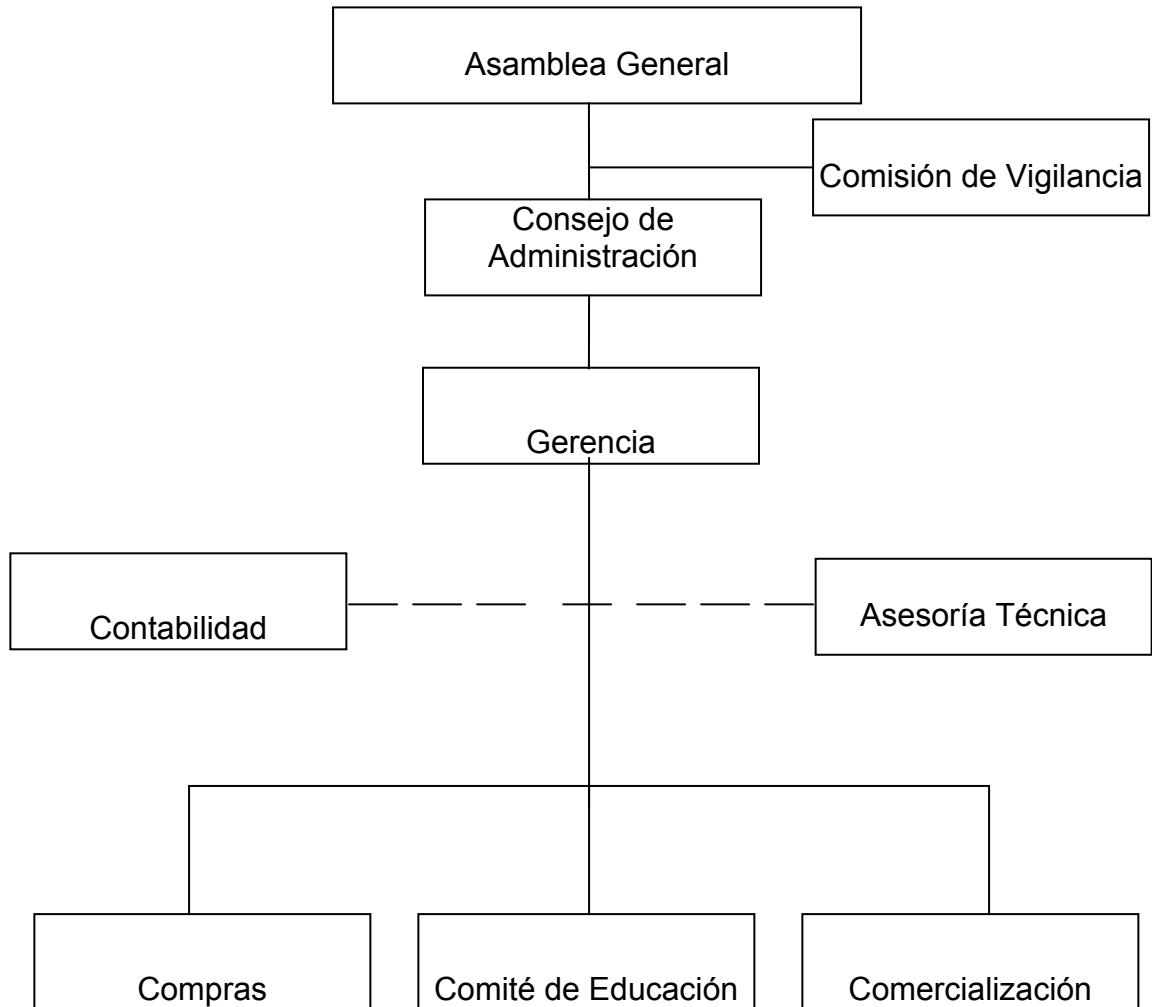 Asamblea General
Comisión de Vigilancia
Consejo de
Administración
Gerencia
Contabilidad
Asesoría Técnica
Compras
Comité de Educación
Comercialización